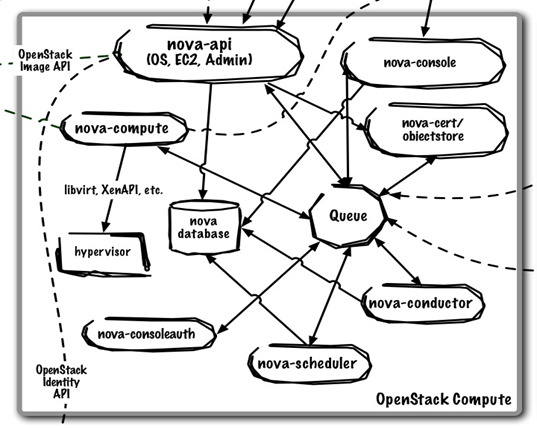 OpenStack
Image API
nova-api
(OS, EC2, Admin)
nova-console
nova-cert/
objectstore
nova-compute
libvirt, XenAPI, etc.
nova
database
Queue
hypervisor
nova-conductor
nova-consoleauth
nova-scheduler
OpenStack
Identity
API
OpenStack Compute